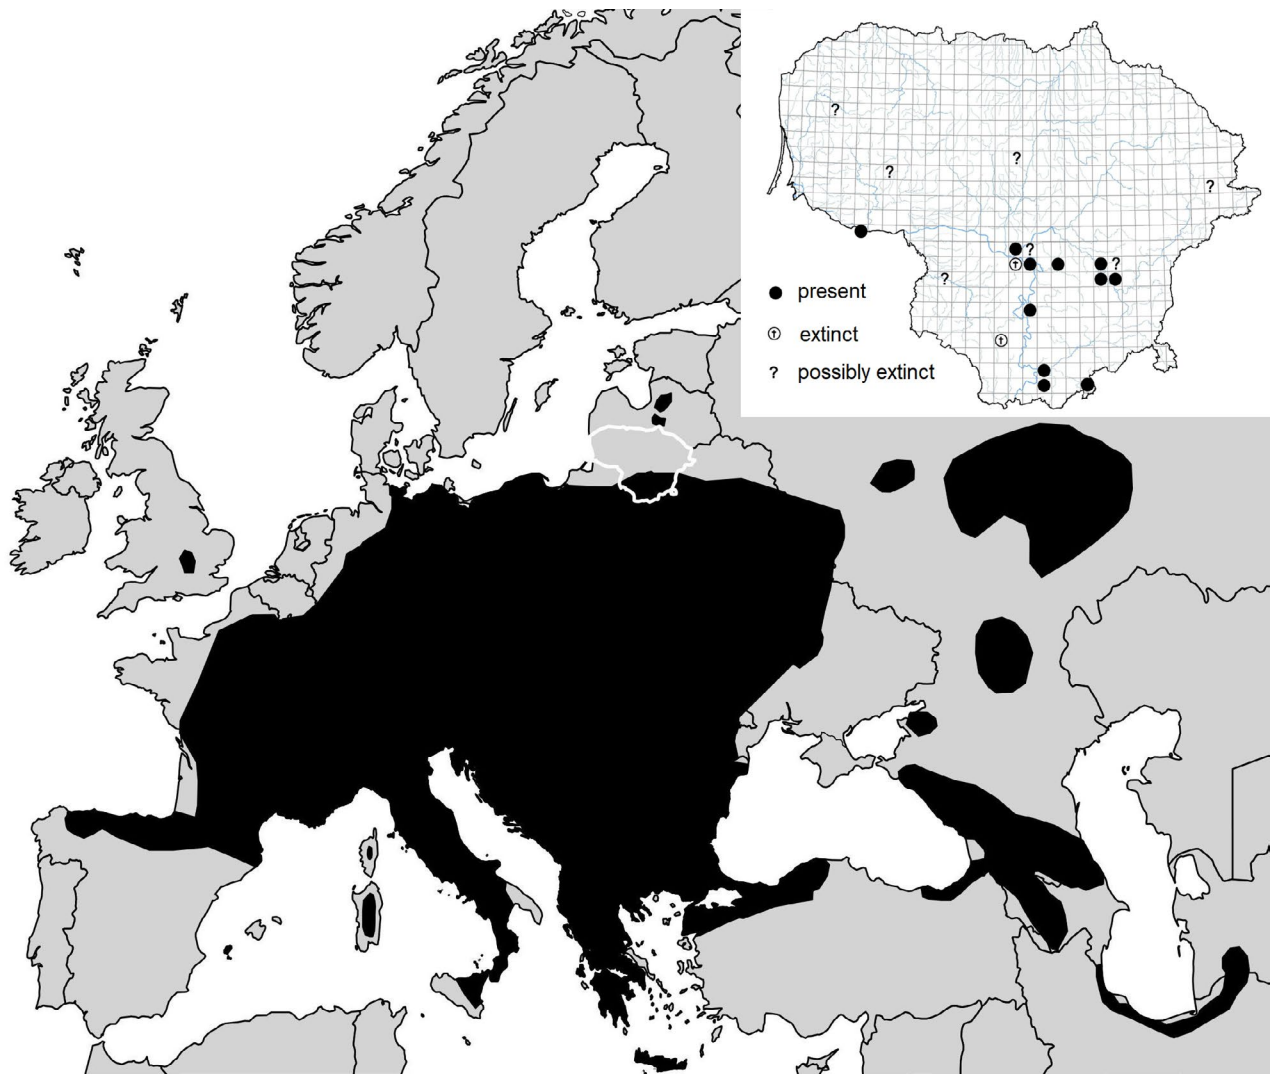 ?
?
?
?
?
?
?
● present
🕇 extinct
? possibly extinct